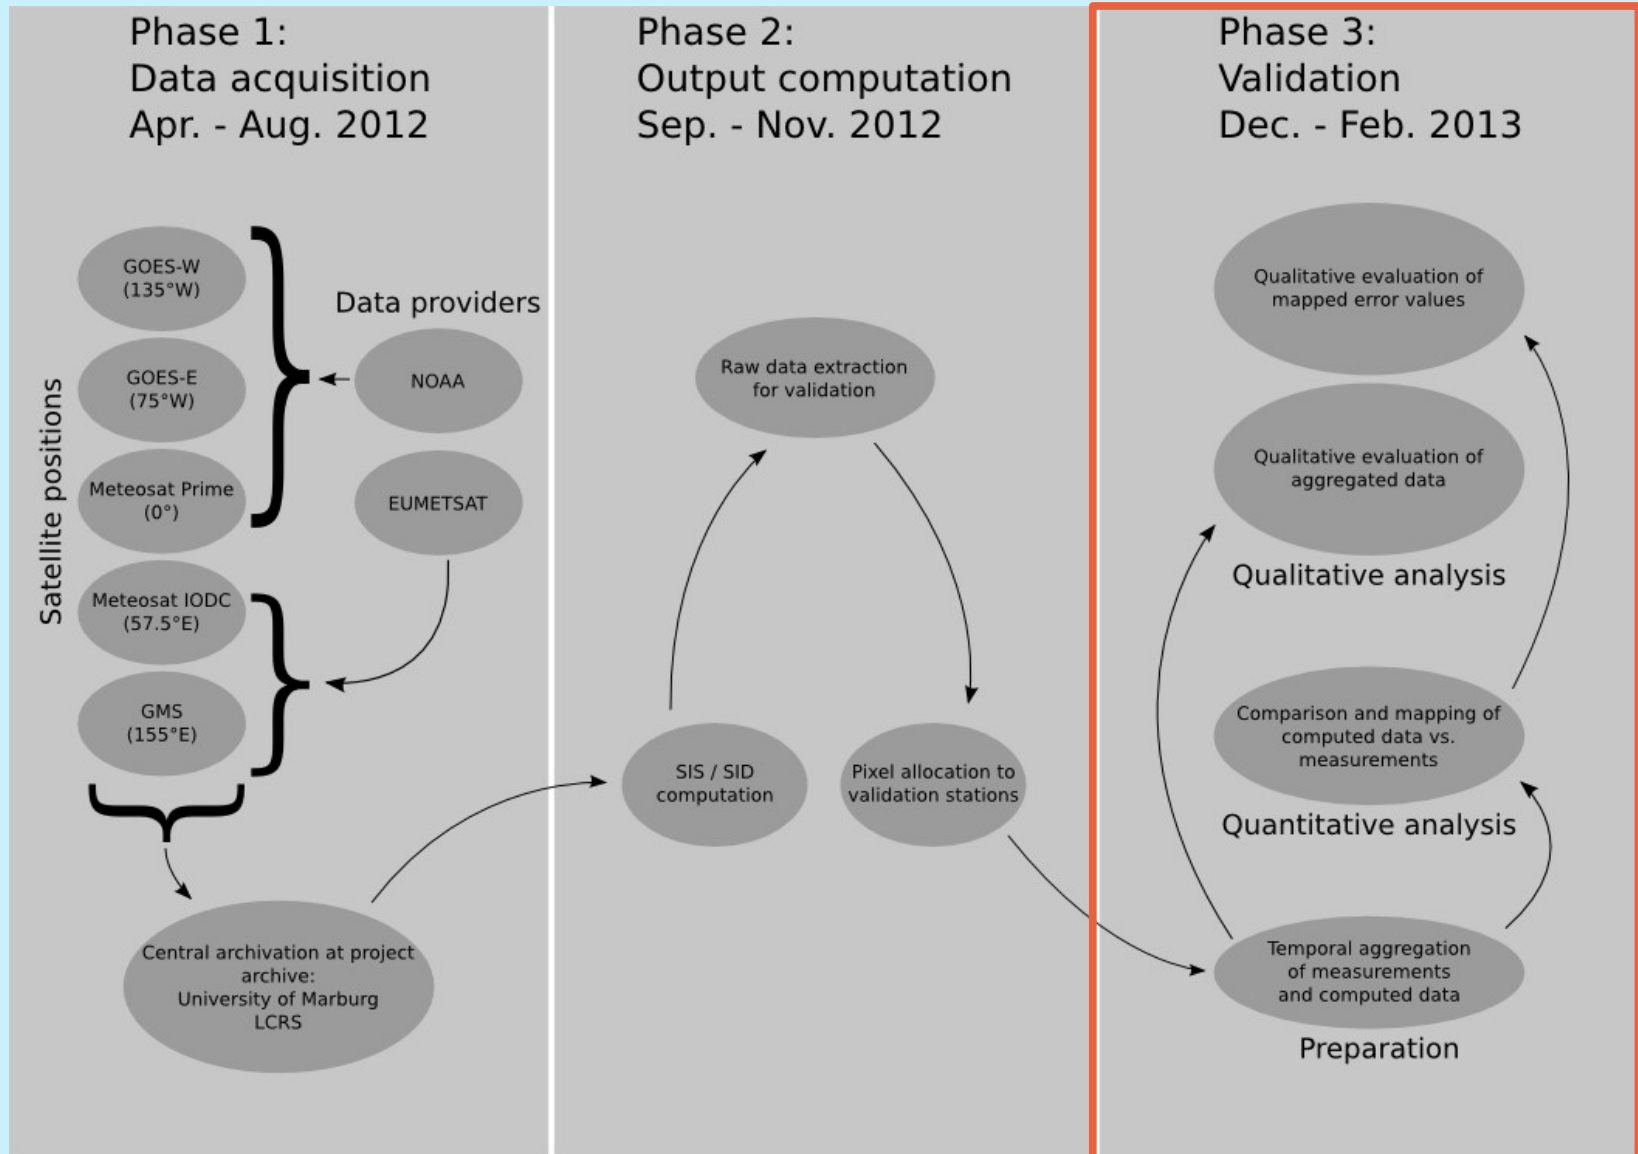 Phase 1:
Data acquisition
Apr. - Aug. 2012
Satellite positions
GOES-W
(135°W)
GOES-E
(75°W)
Meteosat Prime
(0°)
Meteosat IODC
(57.5°E)
GMS
(155°E)
Data providers
NOAA
EUMETSAT
Central archivation at project
archive:
University of Marburg
LCRS
Phase 2:
Output computation
Sep. - Nov. 2012
Raw data extraction
for validation
SIS / SID
computation
Pixel allocation to
validation stations
Phase 3:
Validation
Dec. - Feb. 2013
Qualitative evaluation of
mapped error values
Qualitative evaluation of
aggregated data
Qualitative analysis
Comparison and mapping of
computed data vs.
measurements
Quantitative analysis
Temporal aggregation
of measurements
and computed data
Preparation